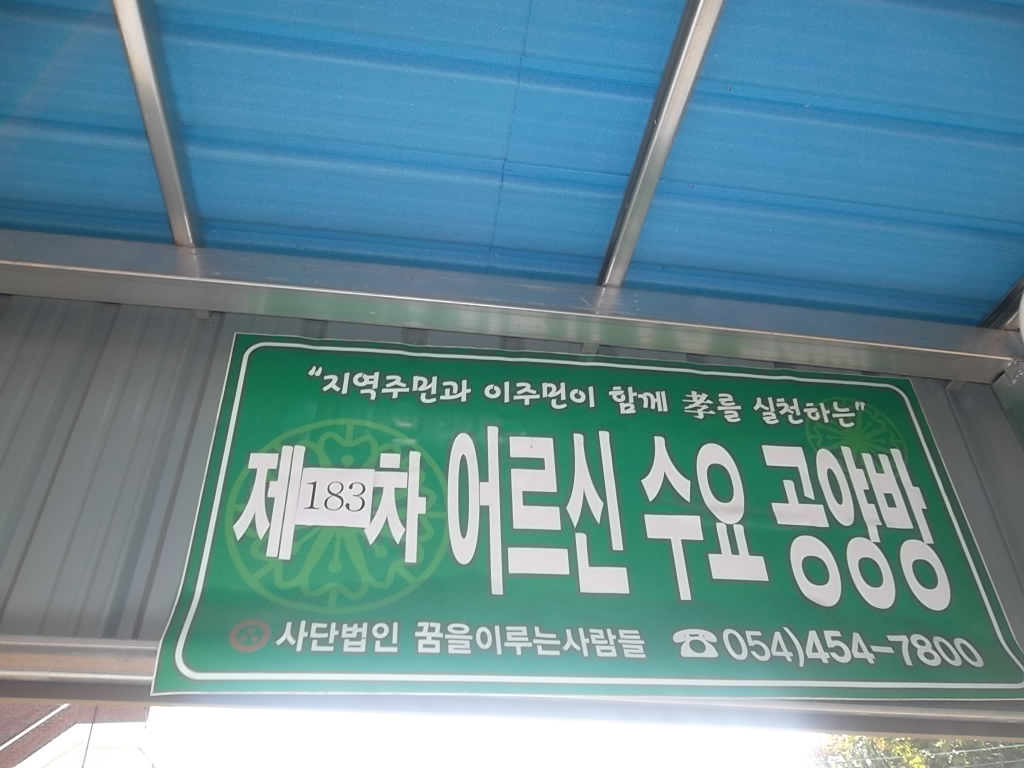 “지역주민과 이주민이 함께 孝를 실천하는”
제183차 어르신 수요 공양방
사단법인 꿈을이루는사람들 ☎054)454-7800